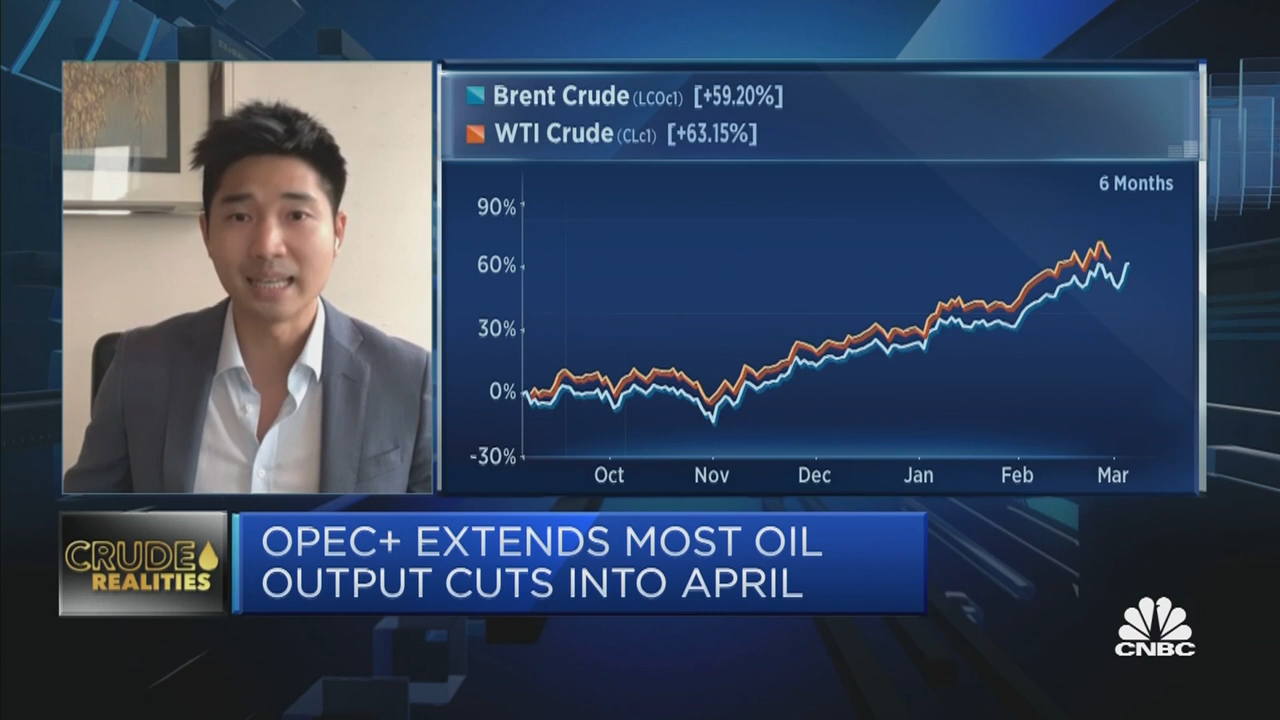 Brent Crude (LCOc1) [+59.20%]
WTI Crude (CLc1) [+63.15%]
6 Months
90%
60%
30%
0%
-30%
Oct Nov Dec Jan Feb Mar
CRUDE
REALITIES
OPEC+ EXTENDS MOST OIL
OUTPUT CUTS INTO APRIL
CNBC